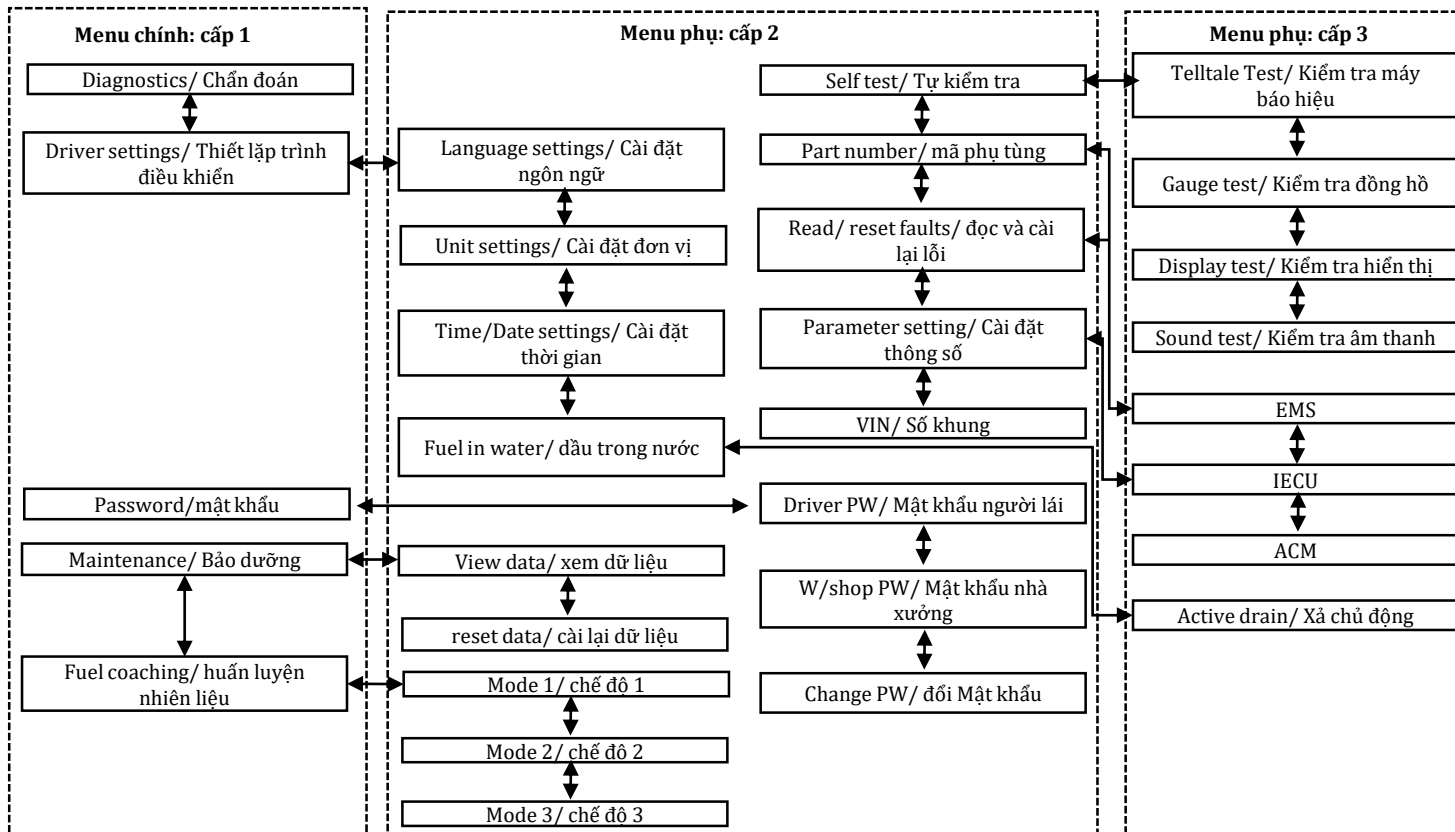 Menu chính: cấp 1
Diagnostics/ Chẩn đoán
Driver settings/ Thiết lặp trình
điều khiển
Password/mật khẩu
Maintenance/ Bảo dưỡng
Fuel coaching/ huấn luyện
nhiên liệu
Menu phụ: cấp 2
Language settings/ Cài đặt
ngôn ngữ
Unit settings/ Cài đặt đơn vị
Time/Date settings/ Cài đặt
thời gian
Fuel in water/ dầu trong nước
View data/ xem dữ liệu
reset data/ cài lại dữ liệu
Mode 1/ chế độ 1
Mode 2/ chế độ 2
Mode 3/ chế độ 3
Self test/ Tự kiểm tra
Part number/ mã phụ tùng
Read/ reset faults/ đọc và cài
lại lỗi
Parameter setting/ Cài đặt
thông số
VIN/ Số khung
Driver PW/ Mật khẩu người lái
W/shop PW/ Mật khẩu nhà
xưởng
Change PW/ đổi Mật khẩu
Menu phụ: cấp 3
Telltale Test/ Kiểm tra máy
báo hiệu
Gauge test/ Kiểm tra đồng hồ
Display test/ Kiểm tra hiển thị
Sound test/ Kiểm tra âm thanh
EMS
IECU
ACM
Active drain/ Xả chủ động